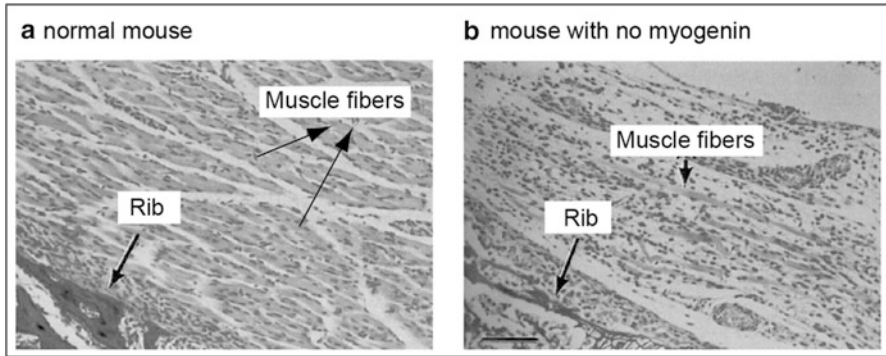 a normal mouse
Muscle fibers
Rib
b mouse with no myogenin
Muscle fibers
Rib